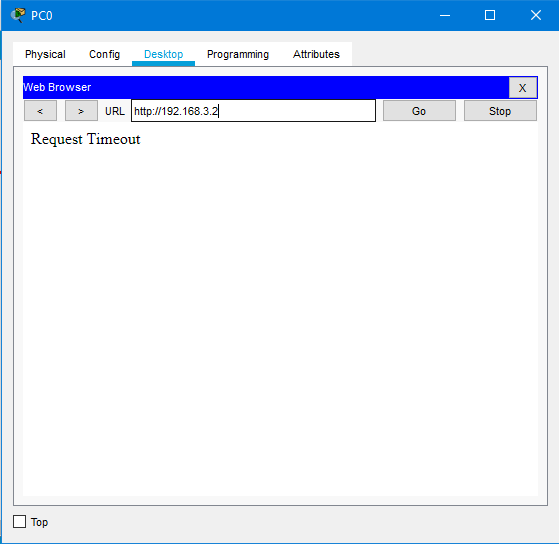 PC0
Physical Config Desktop Programming Attributes
Web Browser X
< > URL http://192.168.3.2 Go Stop
Request Timeout
Top